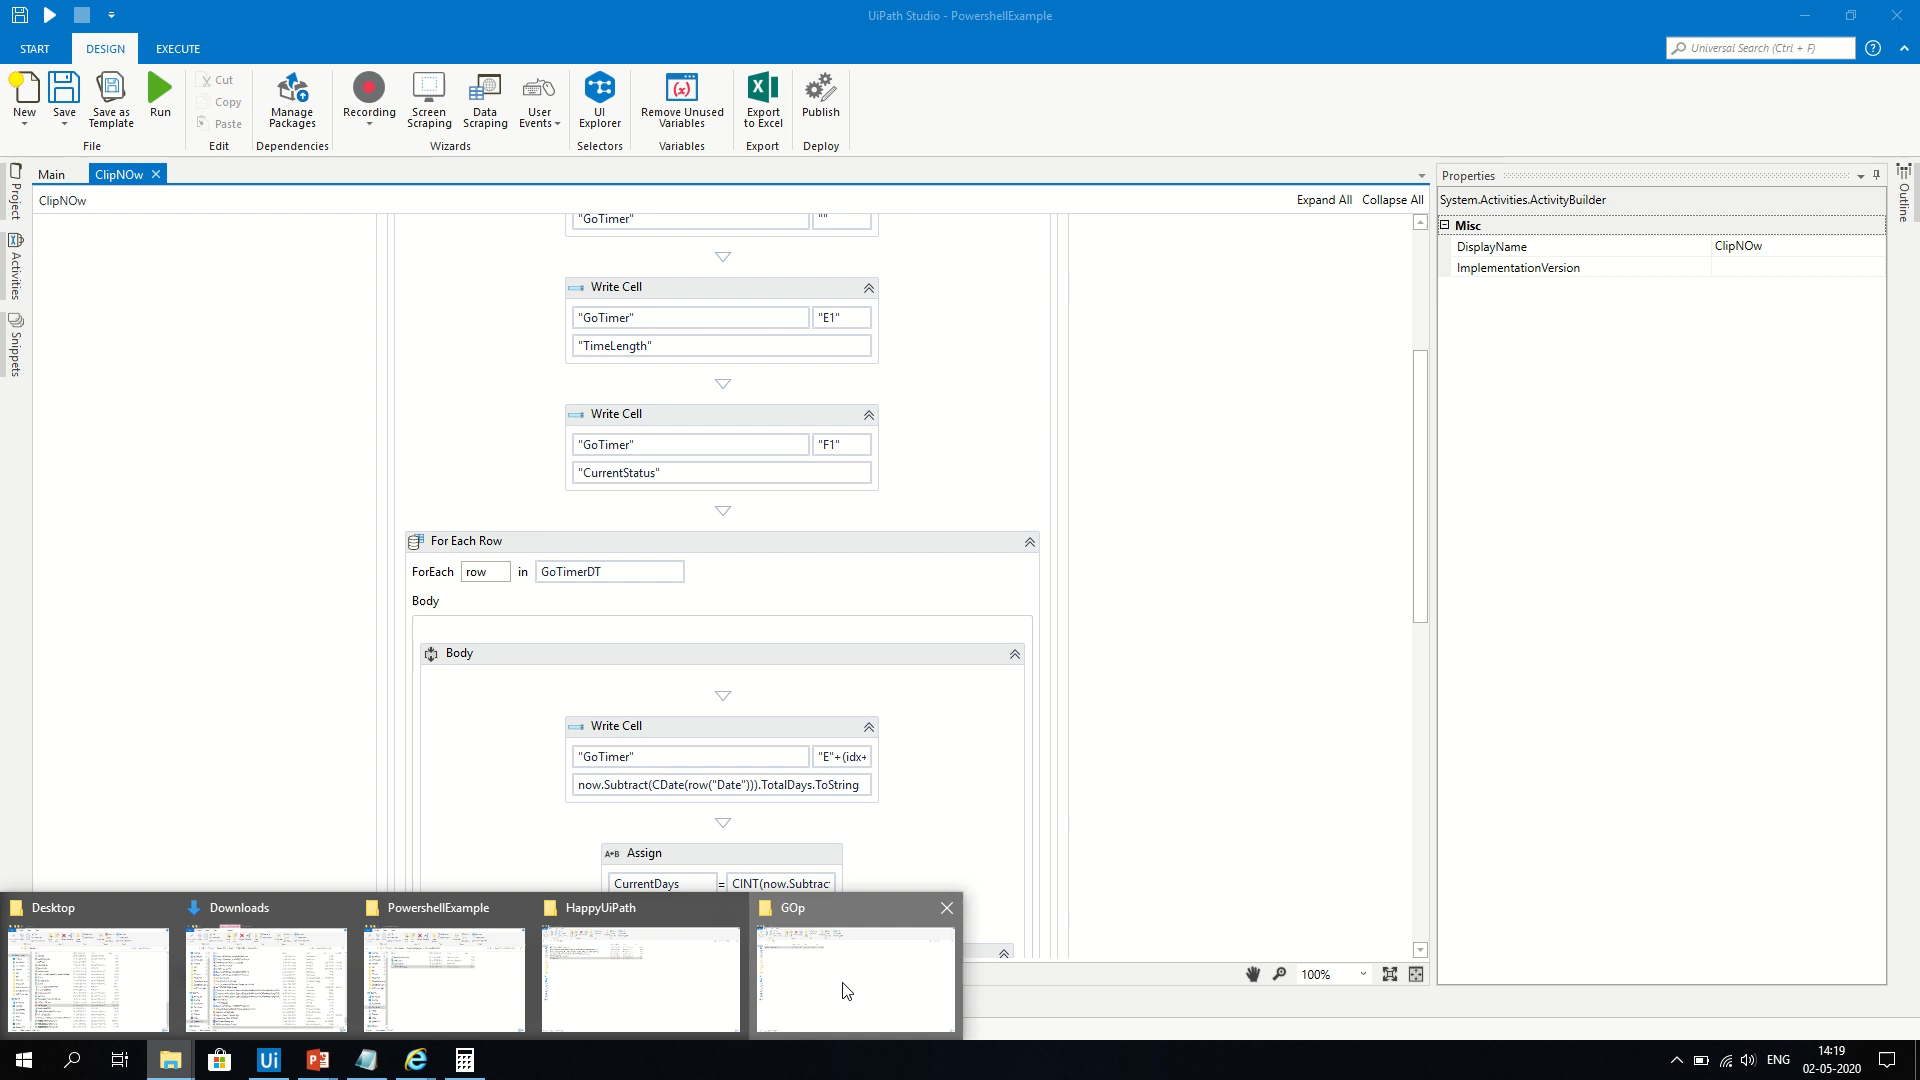 UiPath Studio - PowershellExample
START
DESIGN
EXECUTE
Universal Search (Ctrl + F)
New
Save
Save as
Template
Run
Cut
Copy
Paste
Manage
Packages
Recording
Screen
Scraping
Data
Scraping
User
Events
UI
Explorer
Remove Unused
Variables
Export
to Excel
Publish
File
Edit
Dependencies
Wizards
Selectors
Variables
Export
Deploy
Project
Activities
Snippets
Main
ClipNOw
ClipNOw
Expand All
Collapse All
"GoTimer"
""
Write Cell
"GoTimer"
"E1"
"TimeLength"
Write Cell
"GoTimer"
"F1"
"CurrentStatus"
For Each Row
ForEach
row
in
GoTimerDT
Body
Body
Write Cell
"GoTimer"
"E"+(idx+
now.Subtract(CDate(row("Date"))).TotalDays.ToString
A+B Assign
CurrentDays
=
CINT(now.Subtrac
Properties
Outline
System.Activities.ActivityBuilder
Misc
DisplayName
ClipNOw
ImplementationVersion
100%
Desktop
Downloads
PowershellExample
HappyUiPath
GOp
Ui
ENG
14:19
02-05-2020